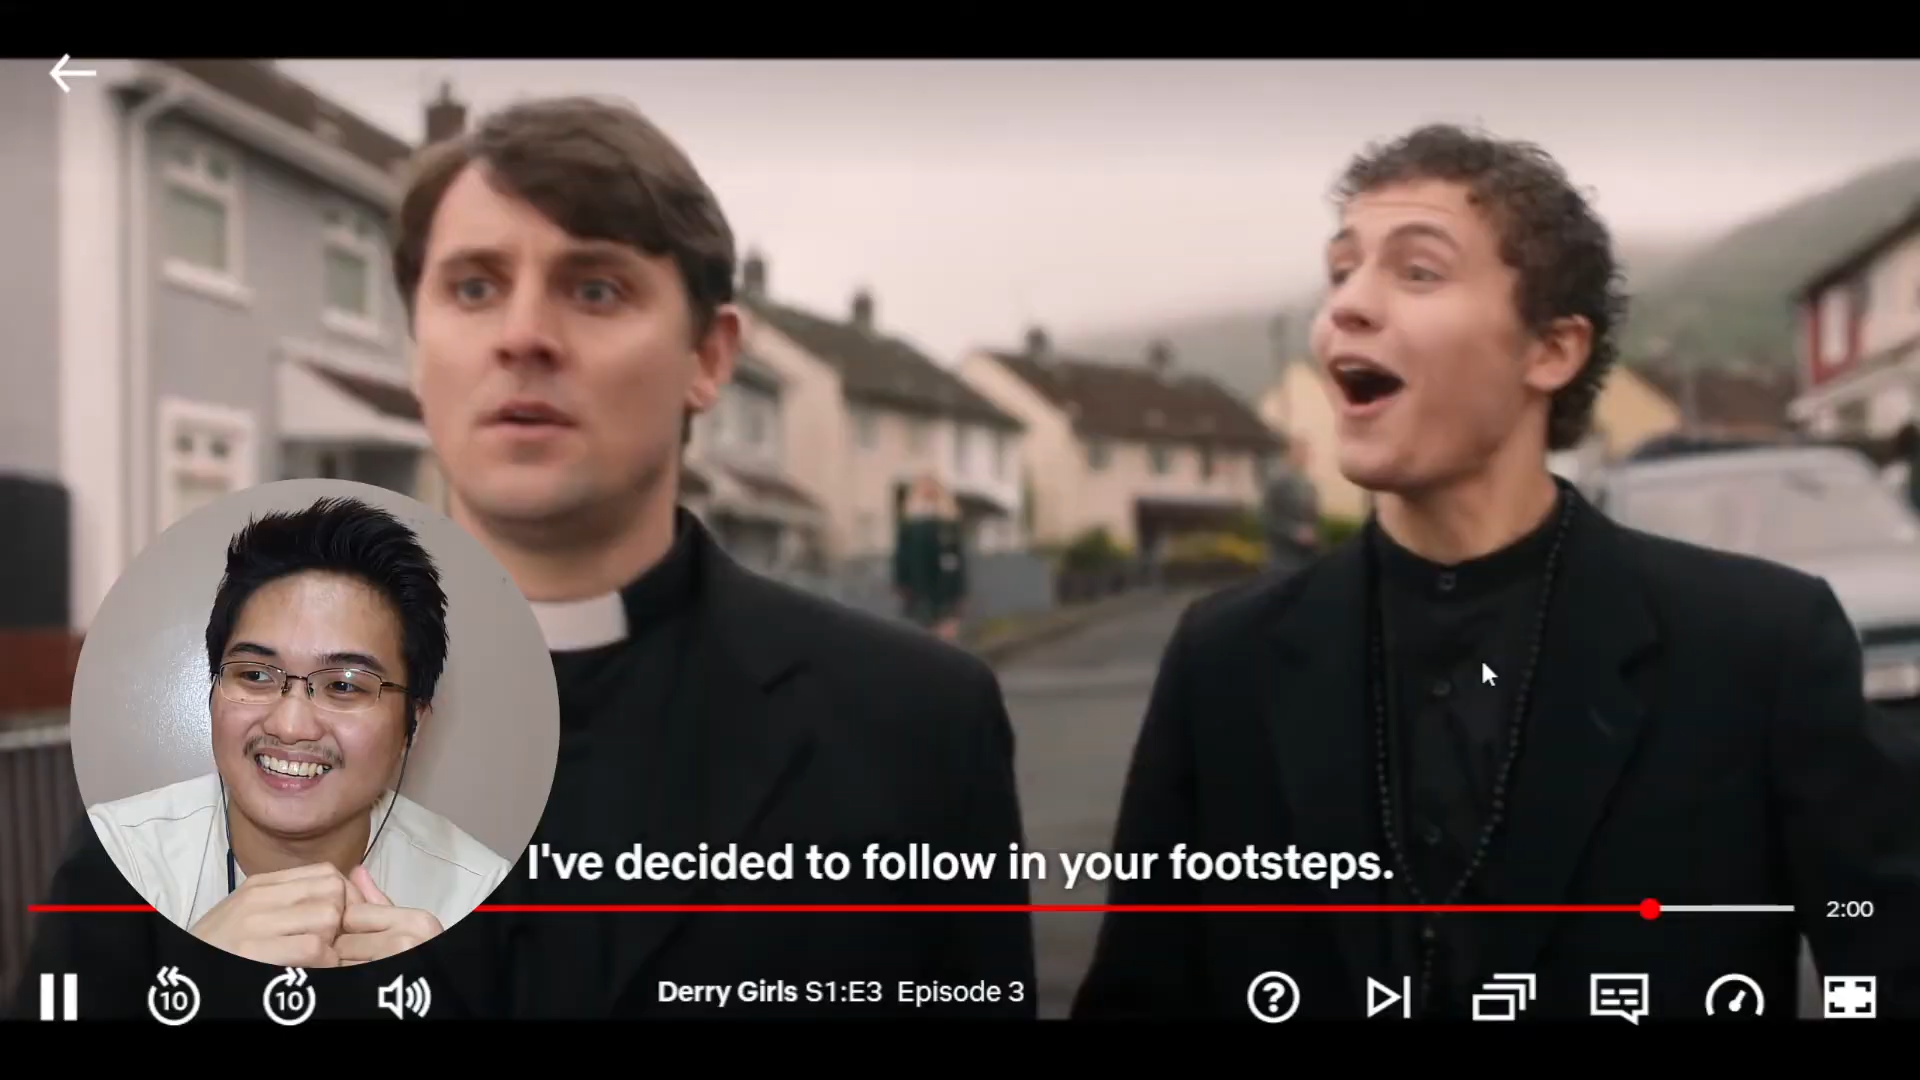 I've decided to follow in your footsteps.
2:00
10
10
Derry Girls S1:E3 Episode 3
?